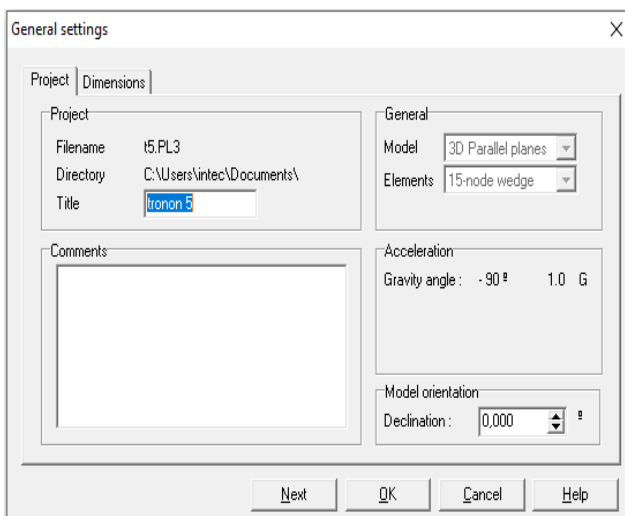 General settings
Project Dimensions
Project
Filename t5.PL3
Directory C:\Users\intec\Documents\
Title tronon 5
Comments
General
Model 3D Parallel planes
Elements 15-node wedge
Acceleration
Gravity angle : - 90 º 1.0 G
Model orientation
Declination : 0,000 º
Next OK Cancel Help